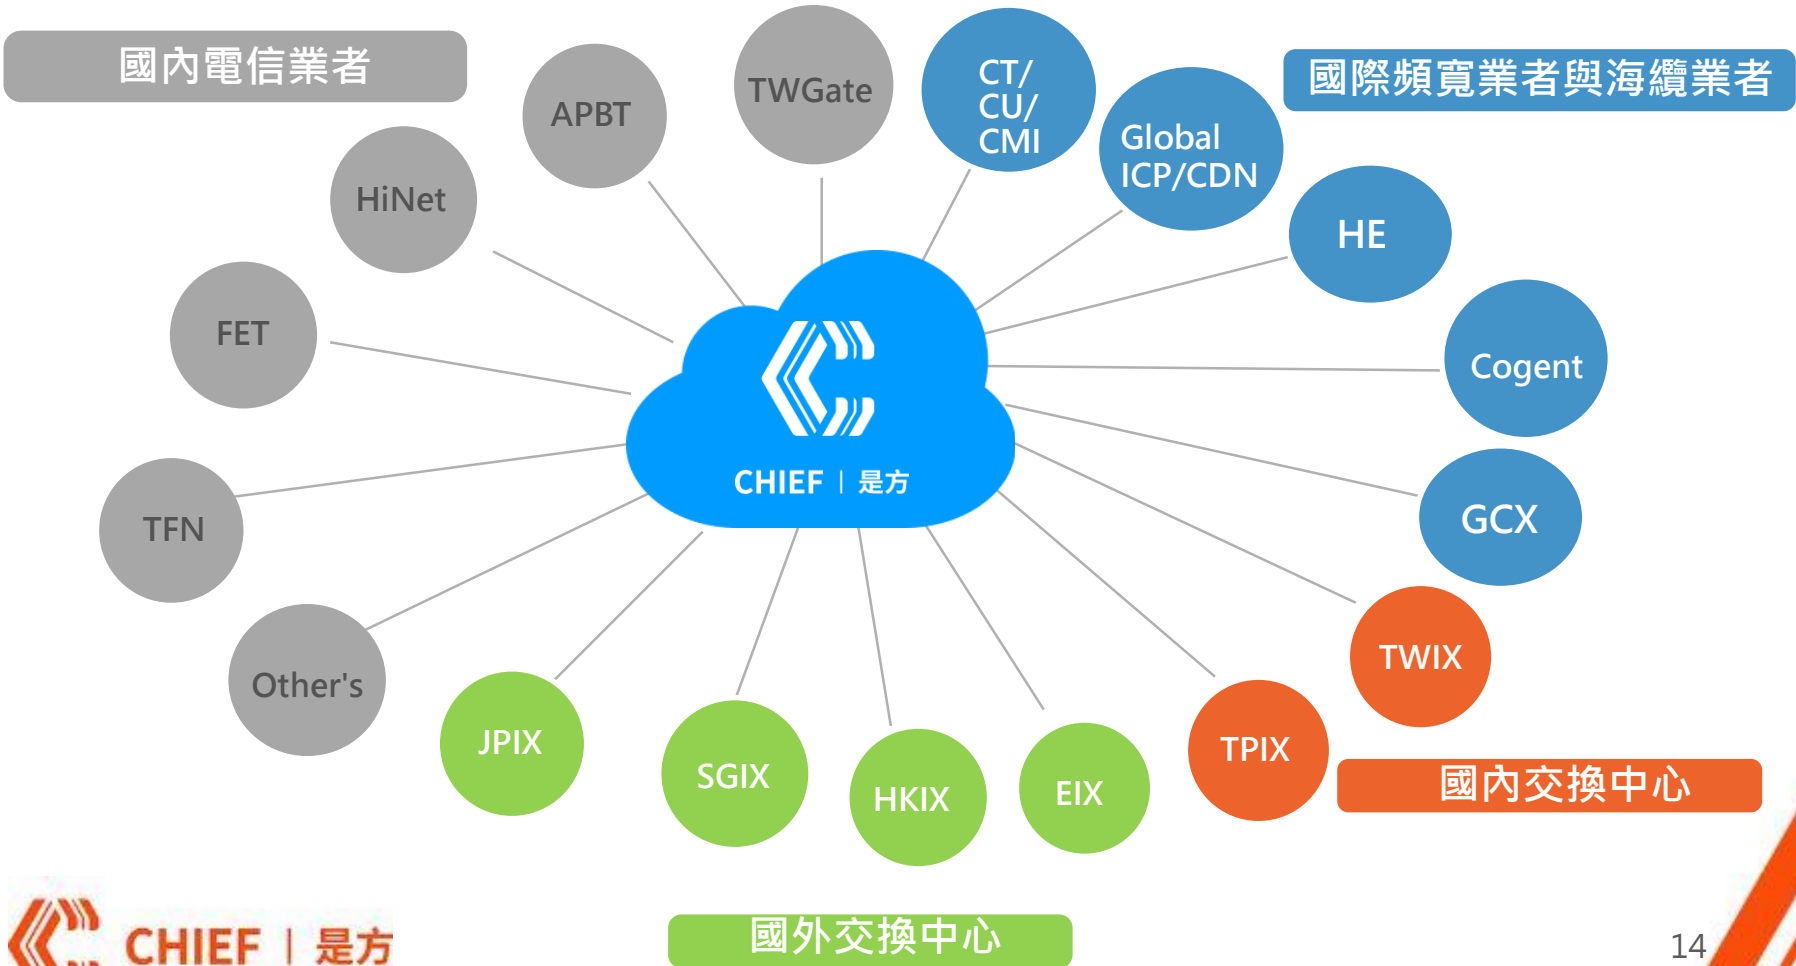 國內電信業者
國際頻寬業者與海纜業者
TWGate
CT/
CU/
CMI
APBT
Global
ICP/CDN
HiNet
HE
FET
Cogent
CHIEF | 是方
GCX
TFN
TWIX
Other's
JPIX
SGIX
HKIX
EIX
TPIX
國內交換中心
CHIEF | 是方
國外交換中心
14